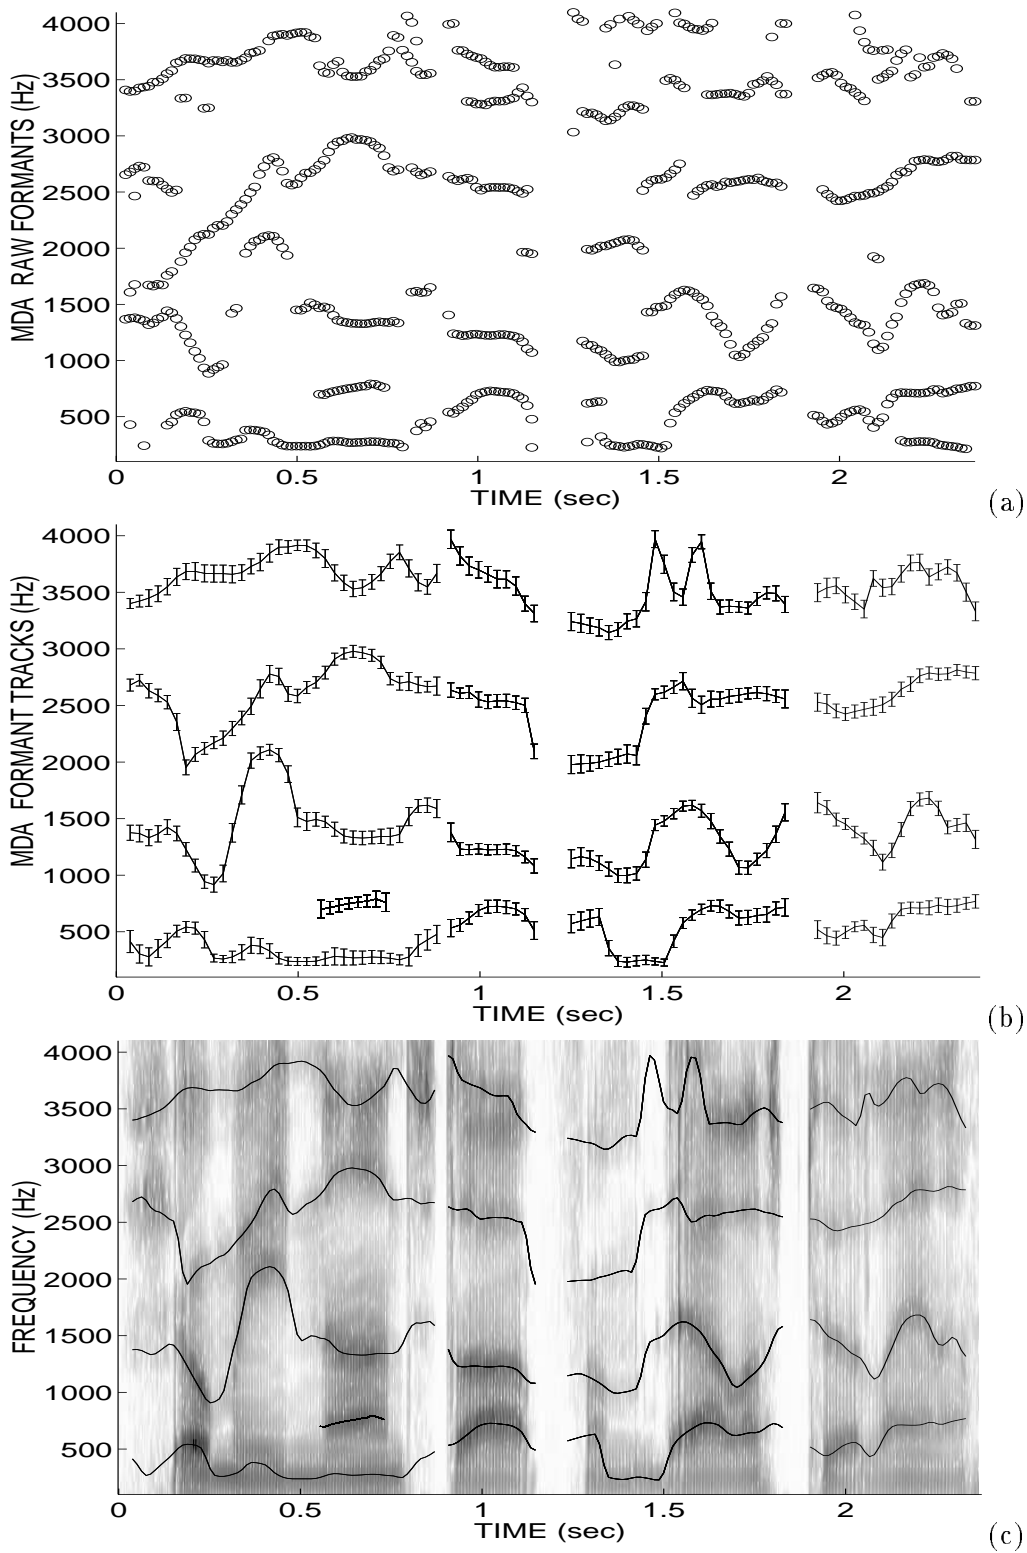 4000
3500
3000
2500
2000
1500
1000
500
MDA RAW FORMANTS (Hz)
0 0.5 1 1.5 2
TIME (sec)
(a)
4000
3500
3000
2500
2000
1500
1000
500
MDA FORMANT TRACKS (Hz)
0 0.5 1 1.5 2
TIME (sec)
(b)
4000
3500
3000
2500
2000
1500
1000
500
FREQUENCY (Hz)
0 0.5 1 1.5 2
TIME (sec)
(c)